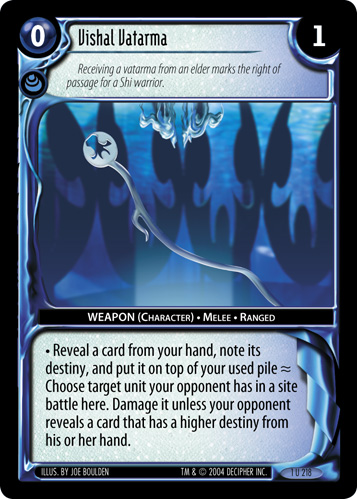 0 Vishal Vatarma 1
Receiving a vatarma from an elder marks the right of
passage for a Shi warrior.
WEAPON (CHARACTER) • MELEE • RANGED
• Reveal a card from your hand, note its
destiny, and put it on top of your used pile ≈
Choose target unit your opponent has in a site
battle here. Damage it unless your opponent
reveals a card that has a higher destiny from
his or her hand.
ILLUS. BY JOE BOULDEN TM & © 2004 DECIPHER INC. 1 U 218